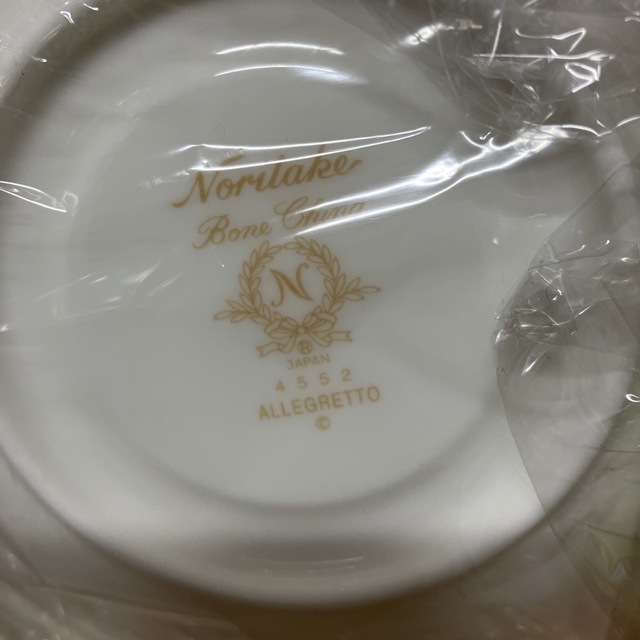 Noritake
Bone China
N
®
JAPAN
4552
ALLEGRETTO
©